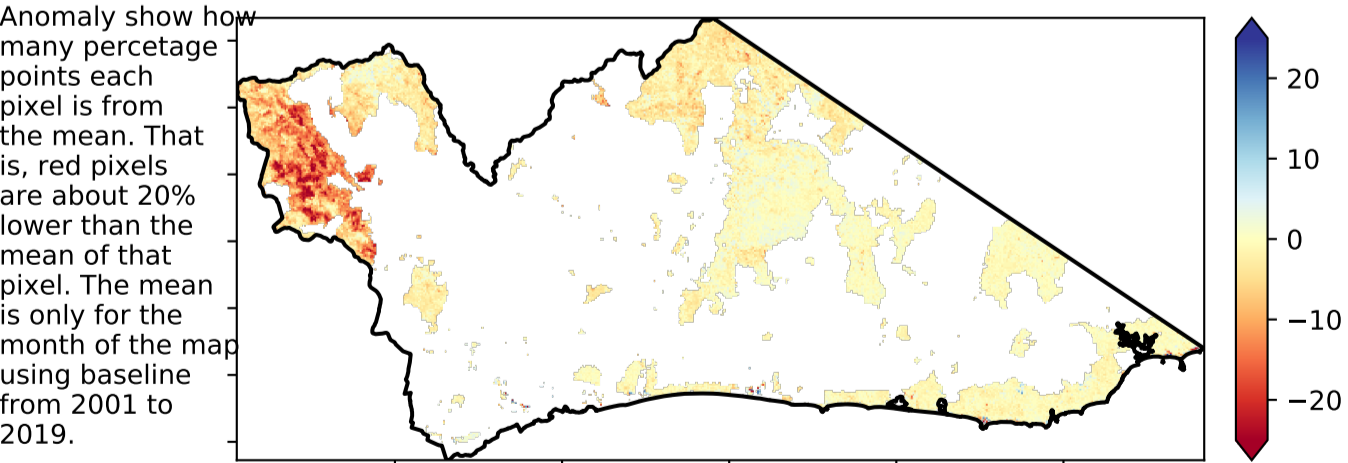 Anomaly show how
many percetage
points each
pixel is from
the mean. That
is, red pixels
are about 20%
lower than the
mean of that
pixel. The mean
is only for the
month of the map
using baseline
from 2001 to
2019.
20
10
0
−10
−20